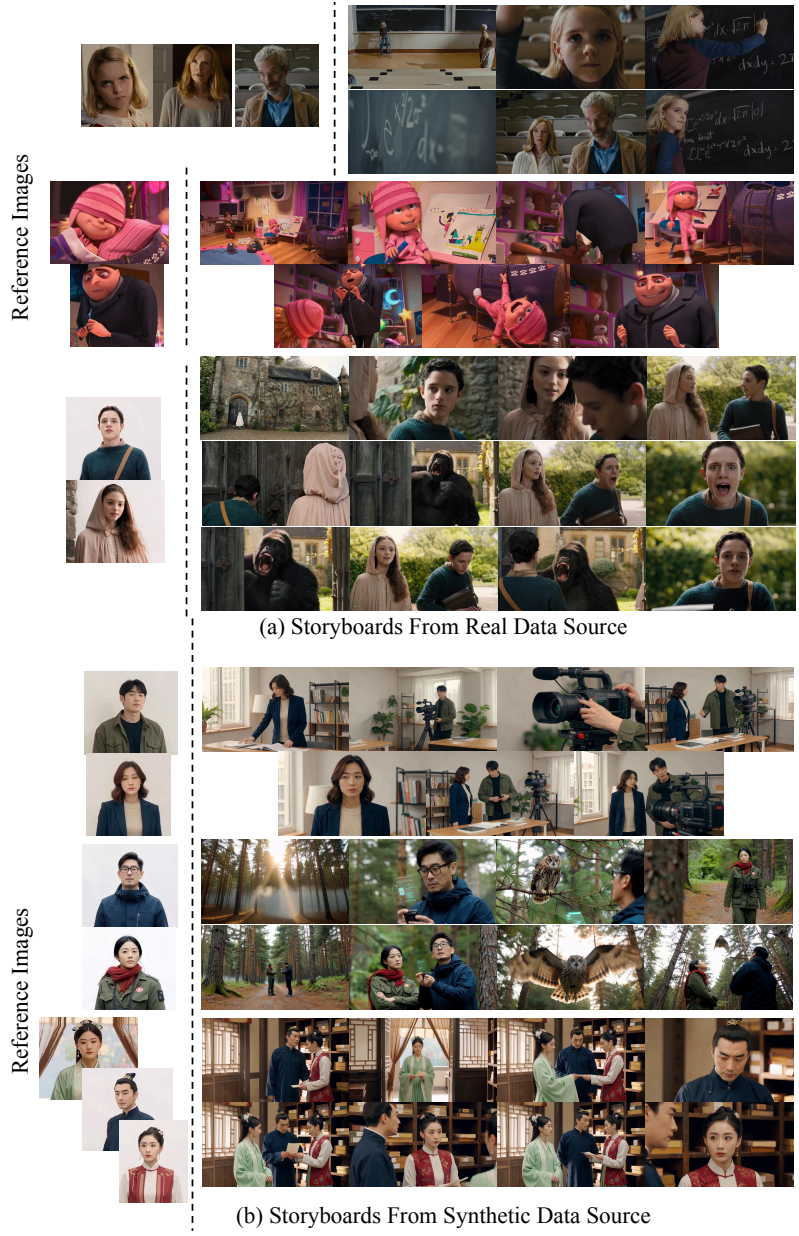 Reference Images
(a) Storyboards From Real Data Source
Reference Images
(b) Storyboards From Synthetic Data Source